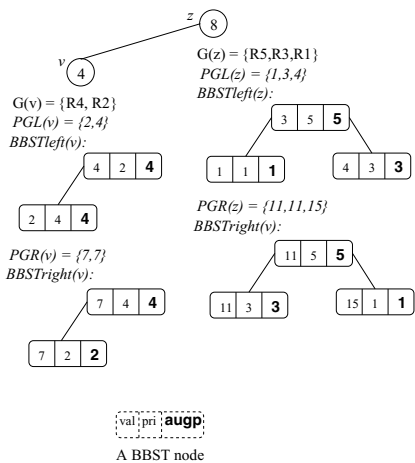 z
8
v
4
G(v) = {R4, R2}
PGL(v) = {2,4}
BBSTleft(v):
4 2 4
2 4 4
PGR(v) = {7,7}
BBSTright(v):
7 4 4
7 2 2
G(z) = {R5,R3,R1}
PGL(z) = {1,3,4}
BBSTleft(z):
3 5 5
1 1 1
4 3 3
PGR(z) = {11,11,15}
BBSTright(v):
11 5 5
11 3 3
15 1 1
val pri augp
A BBST node